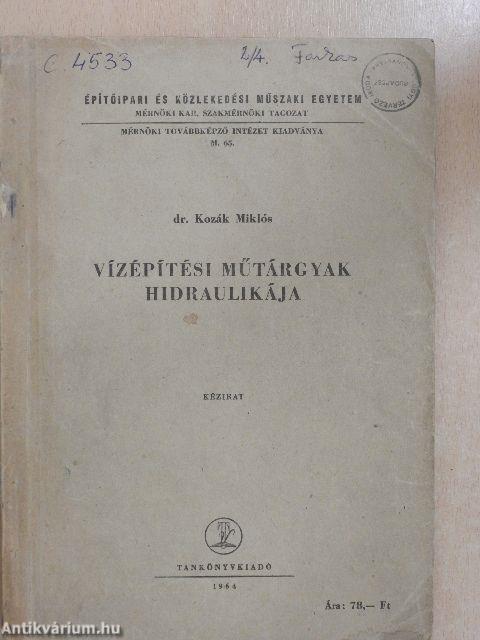 C 4533
2/4. Farkas
ÉPÍTŐIPARI ÉS KÖZLEKEDÉSI MŰSZAKI EGYETEM
MÉRNÖKI KAR, SZAKMÉRNÖKI TAGOZAT
MÉRNÖKI TOVÁBBKÉPZŐ INTÉZET KIADVÁNYA
M. 65.
dr. Kozák Miklós
VÍZÉPÍTÉSI MŰTÁRGYAK
HIDRAULIKÁJA
KÉZIRAT
TANKÖNYVKIADÓ
1964
Ára: 78,— Ft
Antikvárium.hu